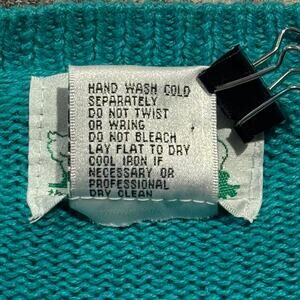 HAND WASH COLD
SEPARATELY
DO NOT TWIST
OR WRING
DO NOT BLEACH
LAY FLAT TO DRY
COOL IRON IF
NECESSARY OR
PROFESSIONAL
DRY CLEAN